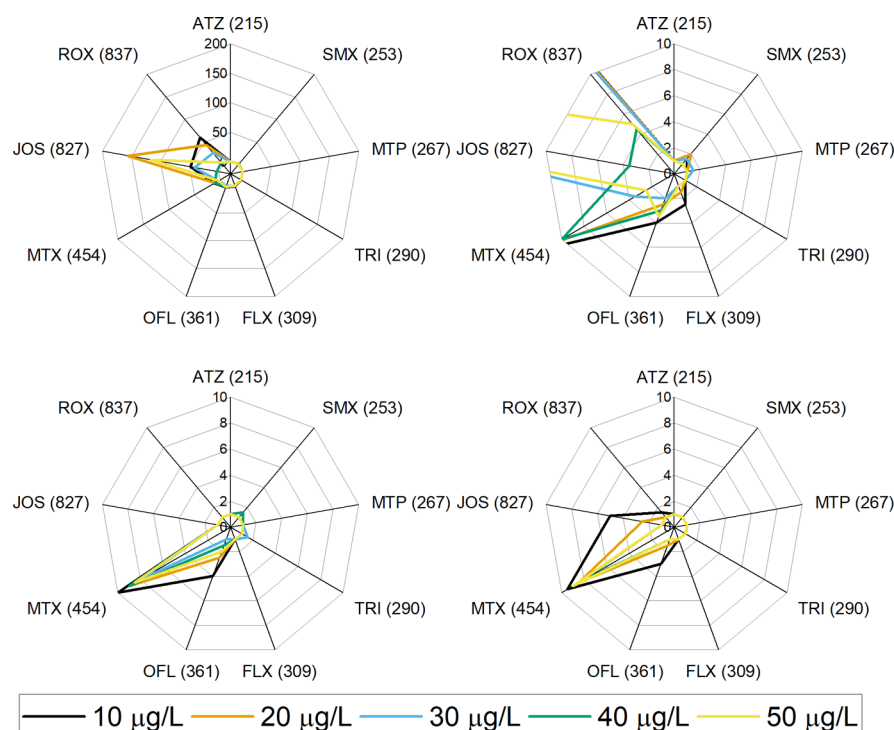 ATZ (215)
SMX (253)
MTP (267)
TRI (290)
FLX (309)
OFL (361)
MTX (454)
JOS (827)
ROX (837)
200
150
100
50
0
ATZ (215)
SMX (253)
MTP (267)
TRI (290)
FLX (309)
OFL (361)
MTX (454)
JOS (827)
ROX (837)
10
8
6
4
2
0
ATZ (215)
SMX (253)
MTP (267)
TRI (290)
FLX (309)
OFL (361)
MTX (454)
JOS (827)
ROX (837)
10
8
6
4
2
0
ATZ (215)
SMX (253)
MTP (267)
TRI (290)
FLX (309)
OFL (361)
MTX (454)
JOS (827)
ROX (837)
10
8
6
4
2
0
10 μg/L 20 μg/L 30 μg/L 40 μg/L 50 μg/L